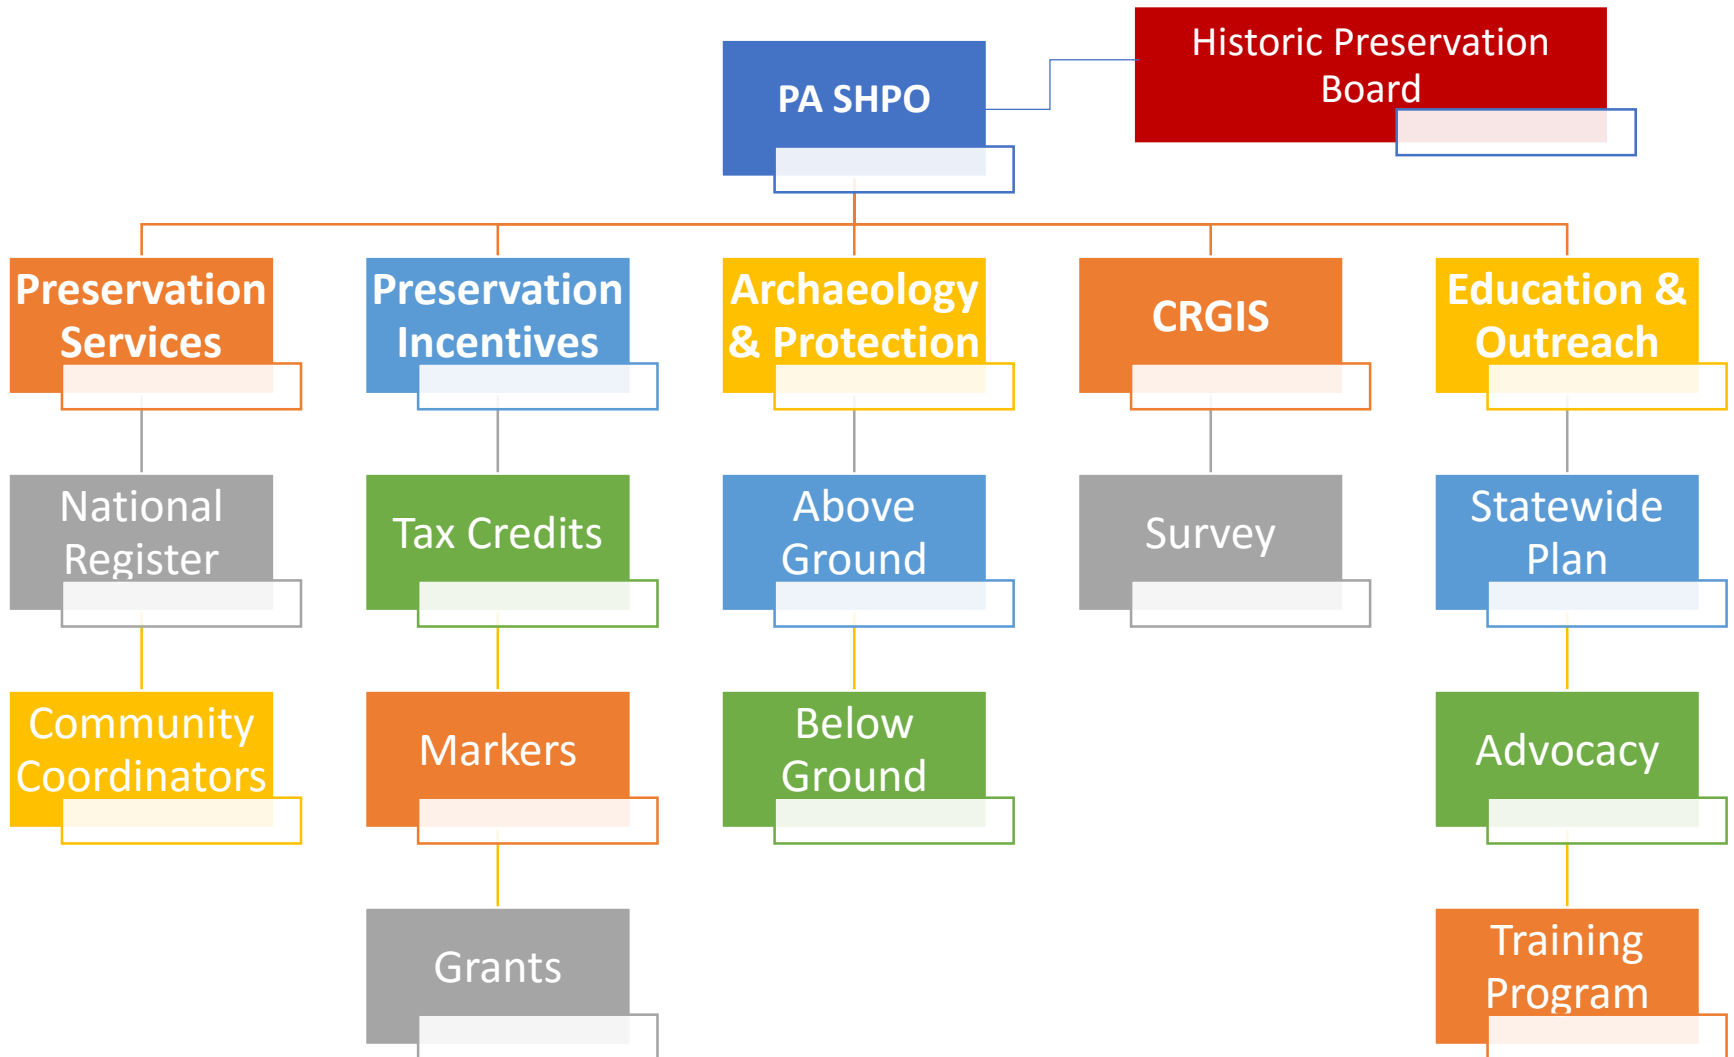 PA SHPO
Historic Preservation
Board
Preservation
Services
Preservation
Incentives
Archaeology
& Protection
CRGIS
Education &
Outreach
National
Register
Tax Credits
Above
Ground
Survey
Statewide
Plan
Community
Coordinators
Markers
Below
Ground
Advocacy
Grants
Training
Program